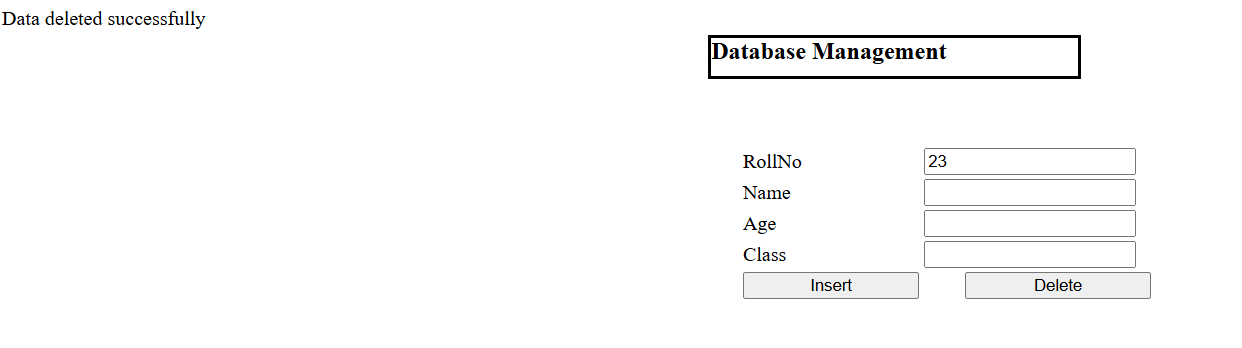 Data deleted successfully
Database Management
RollNo 23
Name
Age
Class
Insert Delete